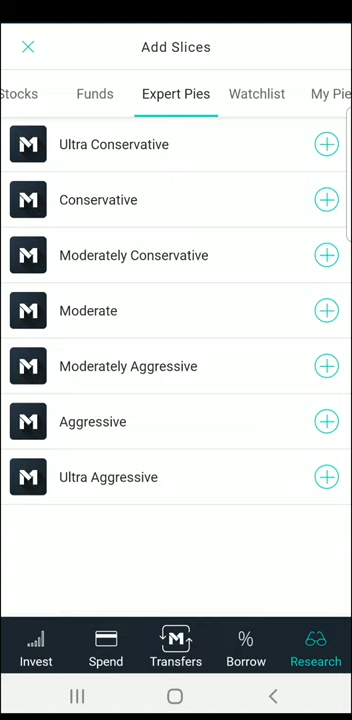 Add Slices
Stocks Funds Expert Pies Watchlist My Pie
Ultra Conservative
Conservative
Moderately Conservative
Moderate
Moderately Aggressive
Aggressive
Ultra Aggressive
Invest Spend Transfers Borrow Research